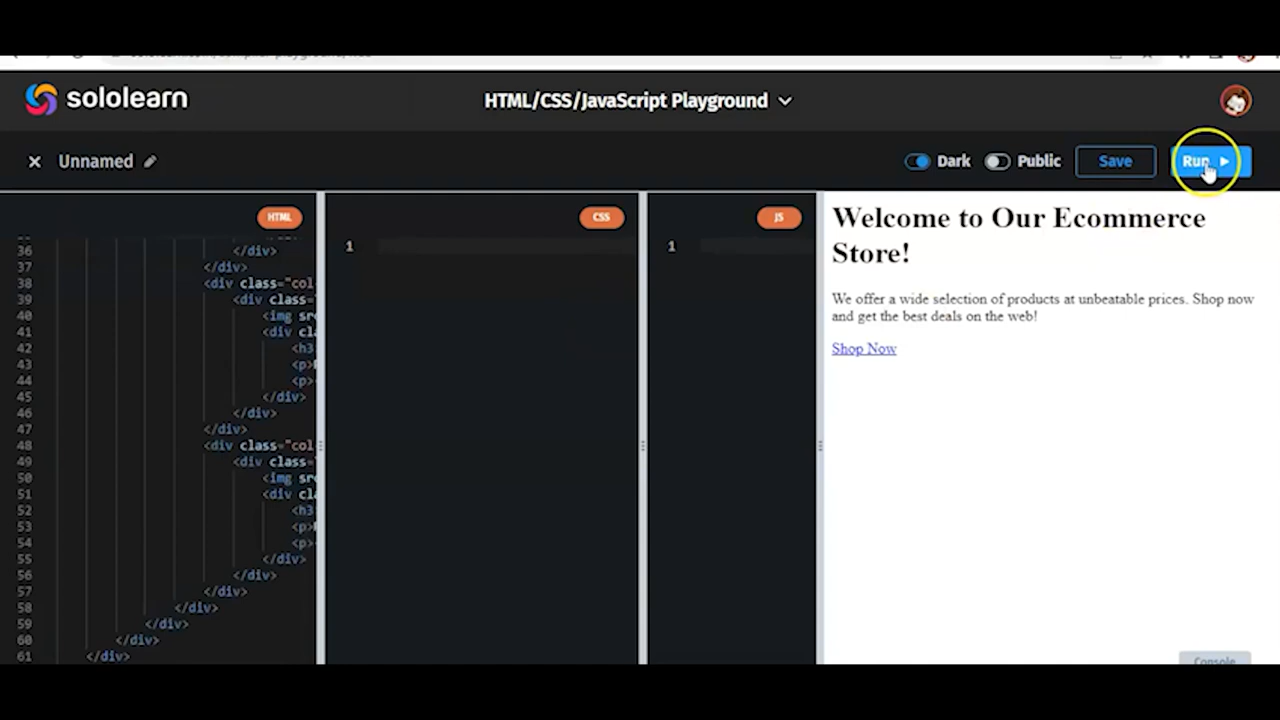 sololearn
HTML/CSS/JavaScript Playground
Unnamed
Dark
Public
Save
Run
HTML
CSS
JS
36 </div>
37 </div>
38 <div class="col
39 <div class=
40 <img src
41 <div cl
42 <h3
43 <p>
44 <p>
45 </div>
46 </div>
47 </div>
48 <div class="col
49 <div class=
50 <img src
51 <div cl
52 <h3
53 <p>
54 <p>
55 </div>
56 </div>
57 </div>
58 </div>
59 </div>
60 </div>
61 </div>
1
1
Welcome to Our Ecommerce
Store!
We offer a wide selection of products at unbeatable prices. Shop now
and get the best deals on the web!
Shop Now
Console